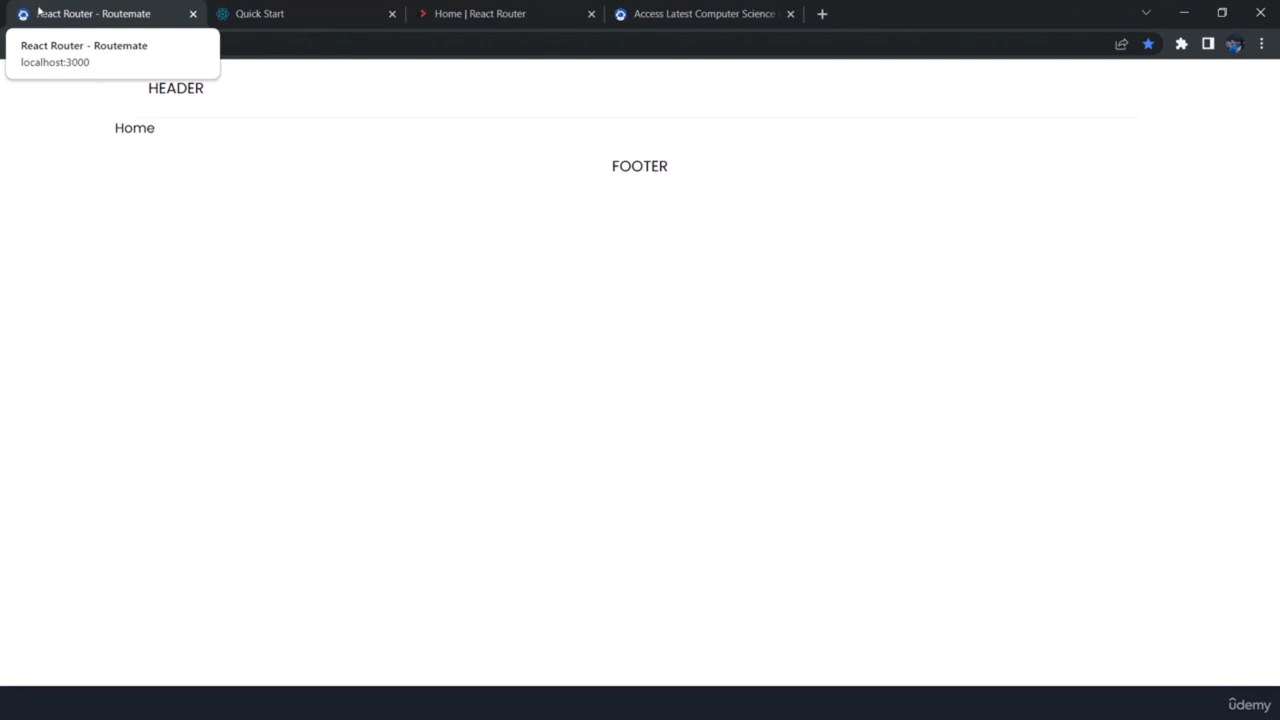 React Router - Routemate
Quick Start
Home | React Router
Access Latest Computer Science
React Router - Routemate
localhost:3000
HEADER
Home
FOOTER
ûdemy